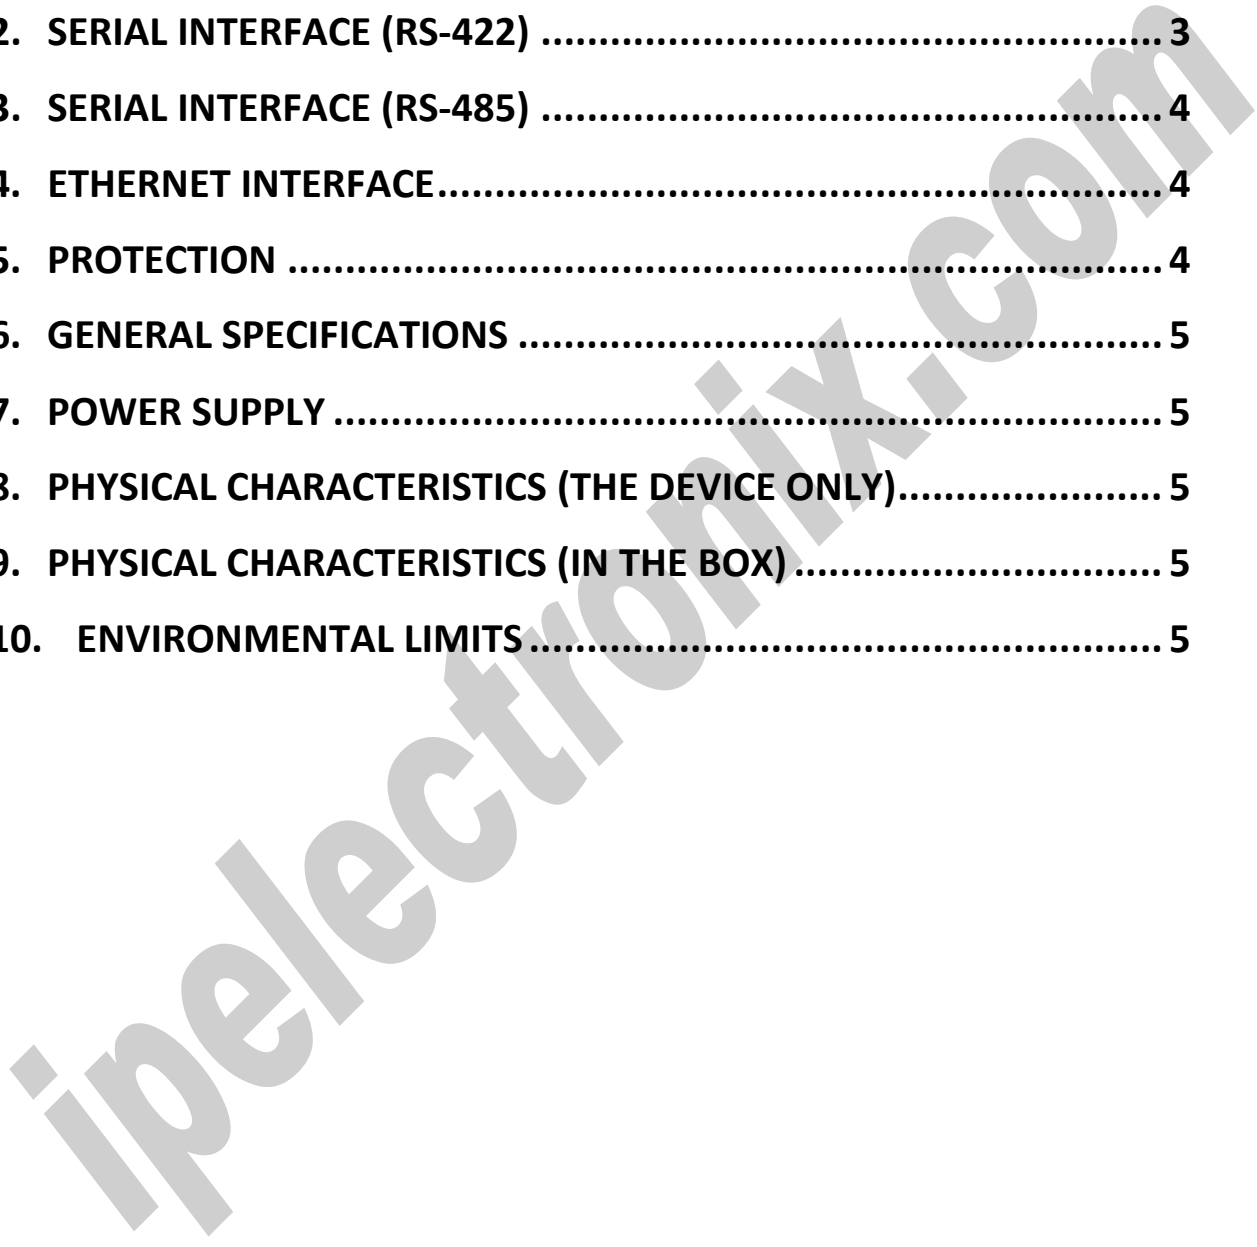 2. SERIAL INTERFACE (RS-422) ........................................................ 3
3. SERIAL INTERFACE (RS-485) ........................................................ 4
4. ETHERNET INTERFACE................................................................. 4
5. PROTECTION .............................................................................. 4
6. GENERAL SPECIFICATIONS .......................................................... 5
7. POWER SUPPLY .......................................................................... 5
8. PHYSICAL CHARACTERISTICS (THE DEVICE ONLY)....................... 5
9. PHYSICAL CHARACTERISTICS (IN THE BOX) ................................ 5
10. ENVIRONMENTAL LIMITS ......................................................... 5
ipelectronix.com